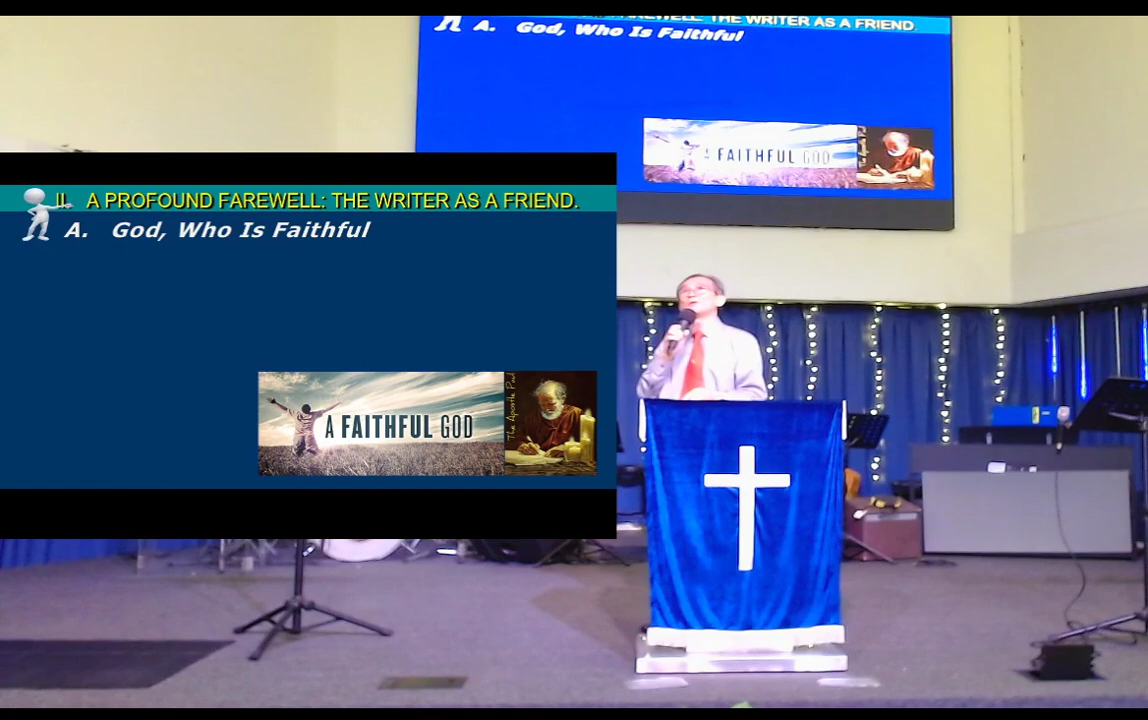 FAREWELL: THE WRITER AS A FRIEND.
A. God, Who Is Faithful
A FAITHFUL GOD
II. A PROFOUND FAREWELL: THE WRITER AS A FRIEND.
A. God, Who Is Faithful
A FAITHFUL GOD
The Apostle Paul